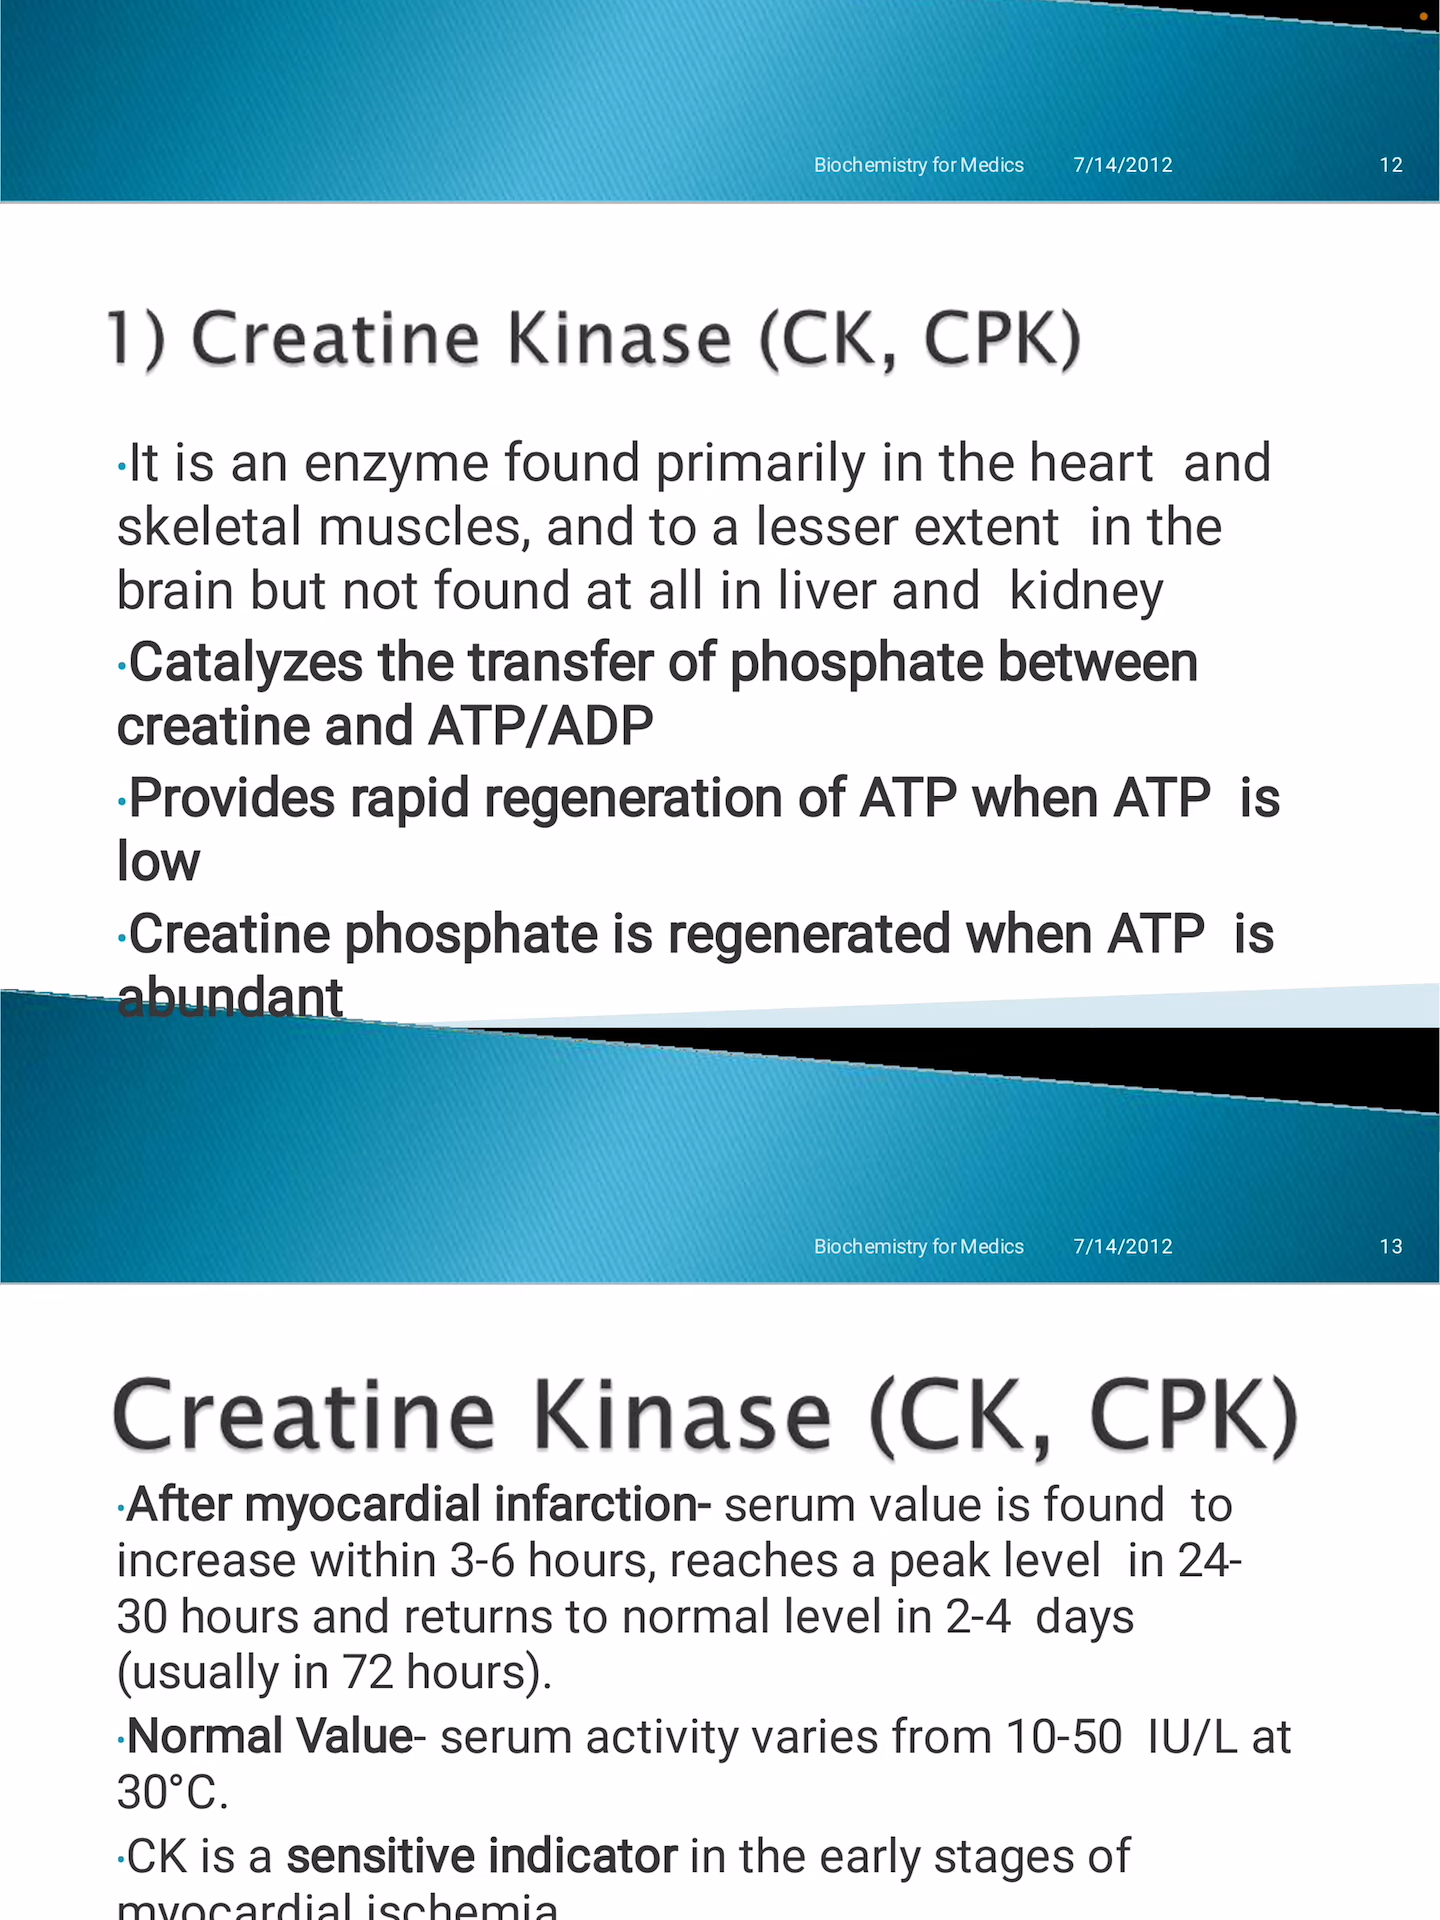 Biochemistry for Medics 7/14/2012 12
1) Creatine Kinase (CK, CPK)
·It is an enzyme found primarily in the heart and
skeletal muscles, and to a lesser extent in the
brain but not found at all in liver and kidney
·Catalyzes the transfer of phosphate between
creatine and ATP/ADP
·Provides rapid regeneration of ATP when ATP is
low
·Creatine phosphate is regenerated when ATP is
abundant
Biochemistry for Medics 7/14/2012 13
Creatine Kinase (CK, CPK)
·After myocardial infarction- serum value is found to
increase within 3-6 hours, reaches a peak level in 24-
30 hours and returns to normal level in 2-4 days
(usually in 72 hours).
·Normal Value- serum activity varies from 10-50 IU/L at
30°C.
·CK is a sensitive indicator in the early stages of
myocardial ischemia